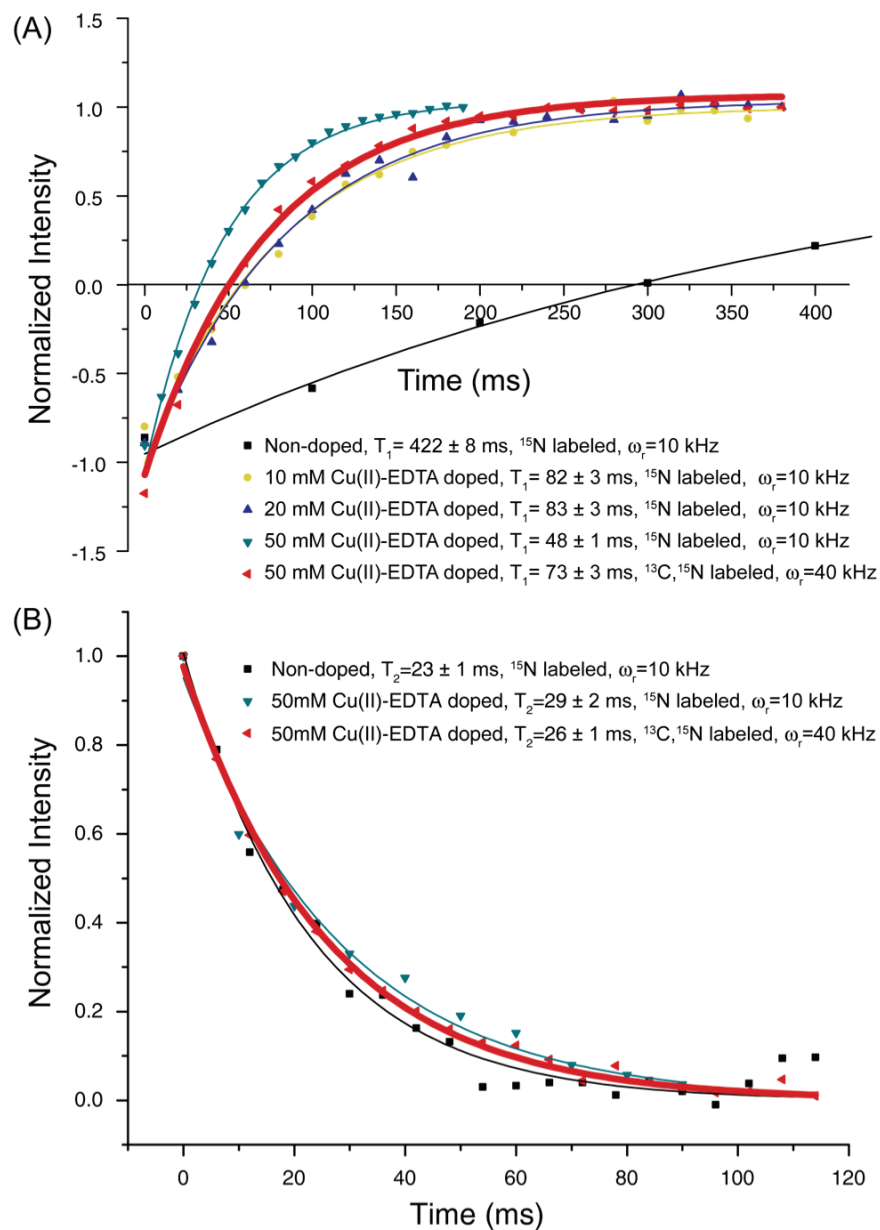 (A)
1.5
1.0
0.5
0.0
-0.5
-1.0
-1.5
Normalized Intensity
0 50 100 150 200 250 300 350 400
Time (ms)
Non-doped, T₁= 422 ± 8 ms, ¹⁵N labeled, ωᵣ=10 kHz
10 mM Cu(II)-EDTA doped, T₁= 82 ± 3 ms, ¹⁵N labeled, ωᵣ=10 kHz
20 mM Cu(II)-EDTA doped, T₁= 83 ± 3 ms, ¹⁵N labeled, ωᵣ=10 kHz
50 mM Cu(II)-EDTA doped, T₁= 48 ± 1 ms, ¹⁵N labeled, ωᵣ=10 kHz
50 mM Cu(II)-EDTA doped, T₁= 73 ± 3 ms, ¹³C,¹⁵N labeled, ωᵣ=40 kHz
(B)
1.0
0.8
0.6
0.4
0.2
0.0
Normalized Intensity
Non-doped, T₂=23 ± 1 ms, ¹⁵N labeled, ωᵣ=10 kHz
50mM Cu(II)-EDTA doped, T₂=29 ± 2 ms, ¹⁵N labeled, ωᵣ=10 kHz
50mM Cu(II)-EDTA doped, T₂=26 ± 1 ms, ¹³C,¹⁵N labeled, ωᵣ=40 kHz
0 20 40 60 80 100 120
Time (ms)